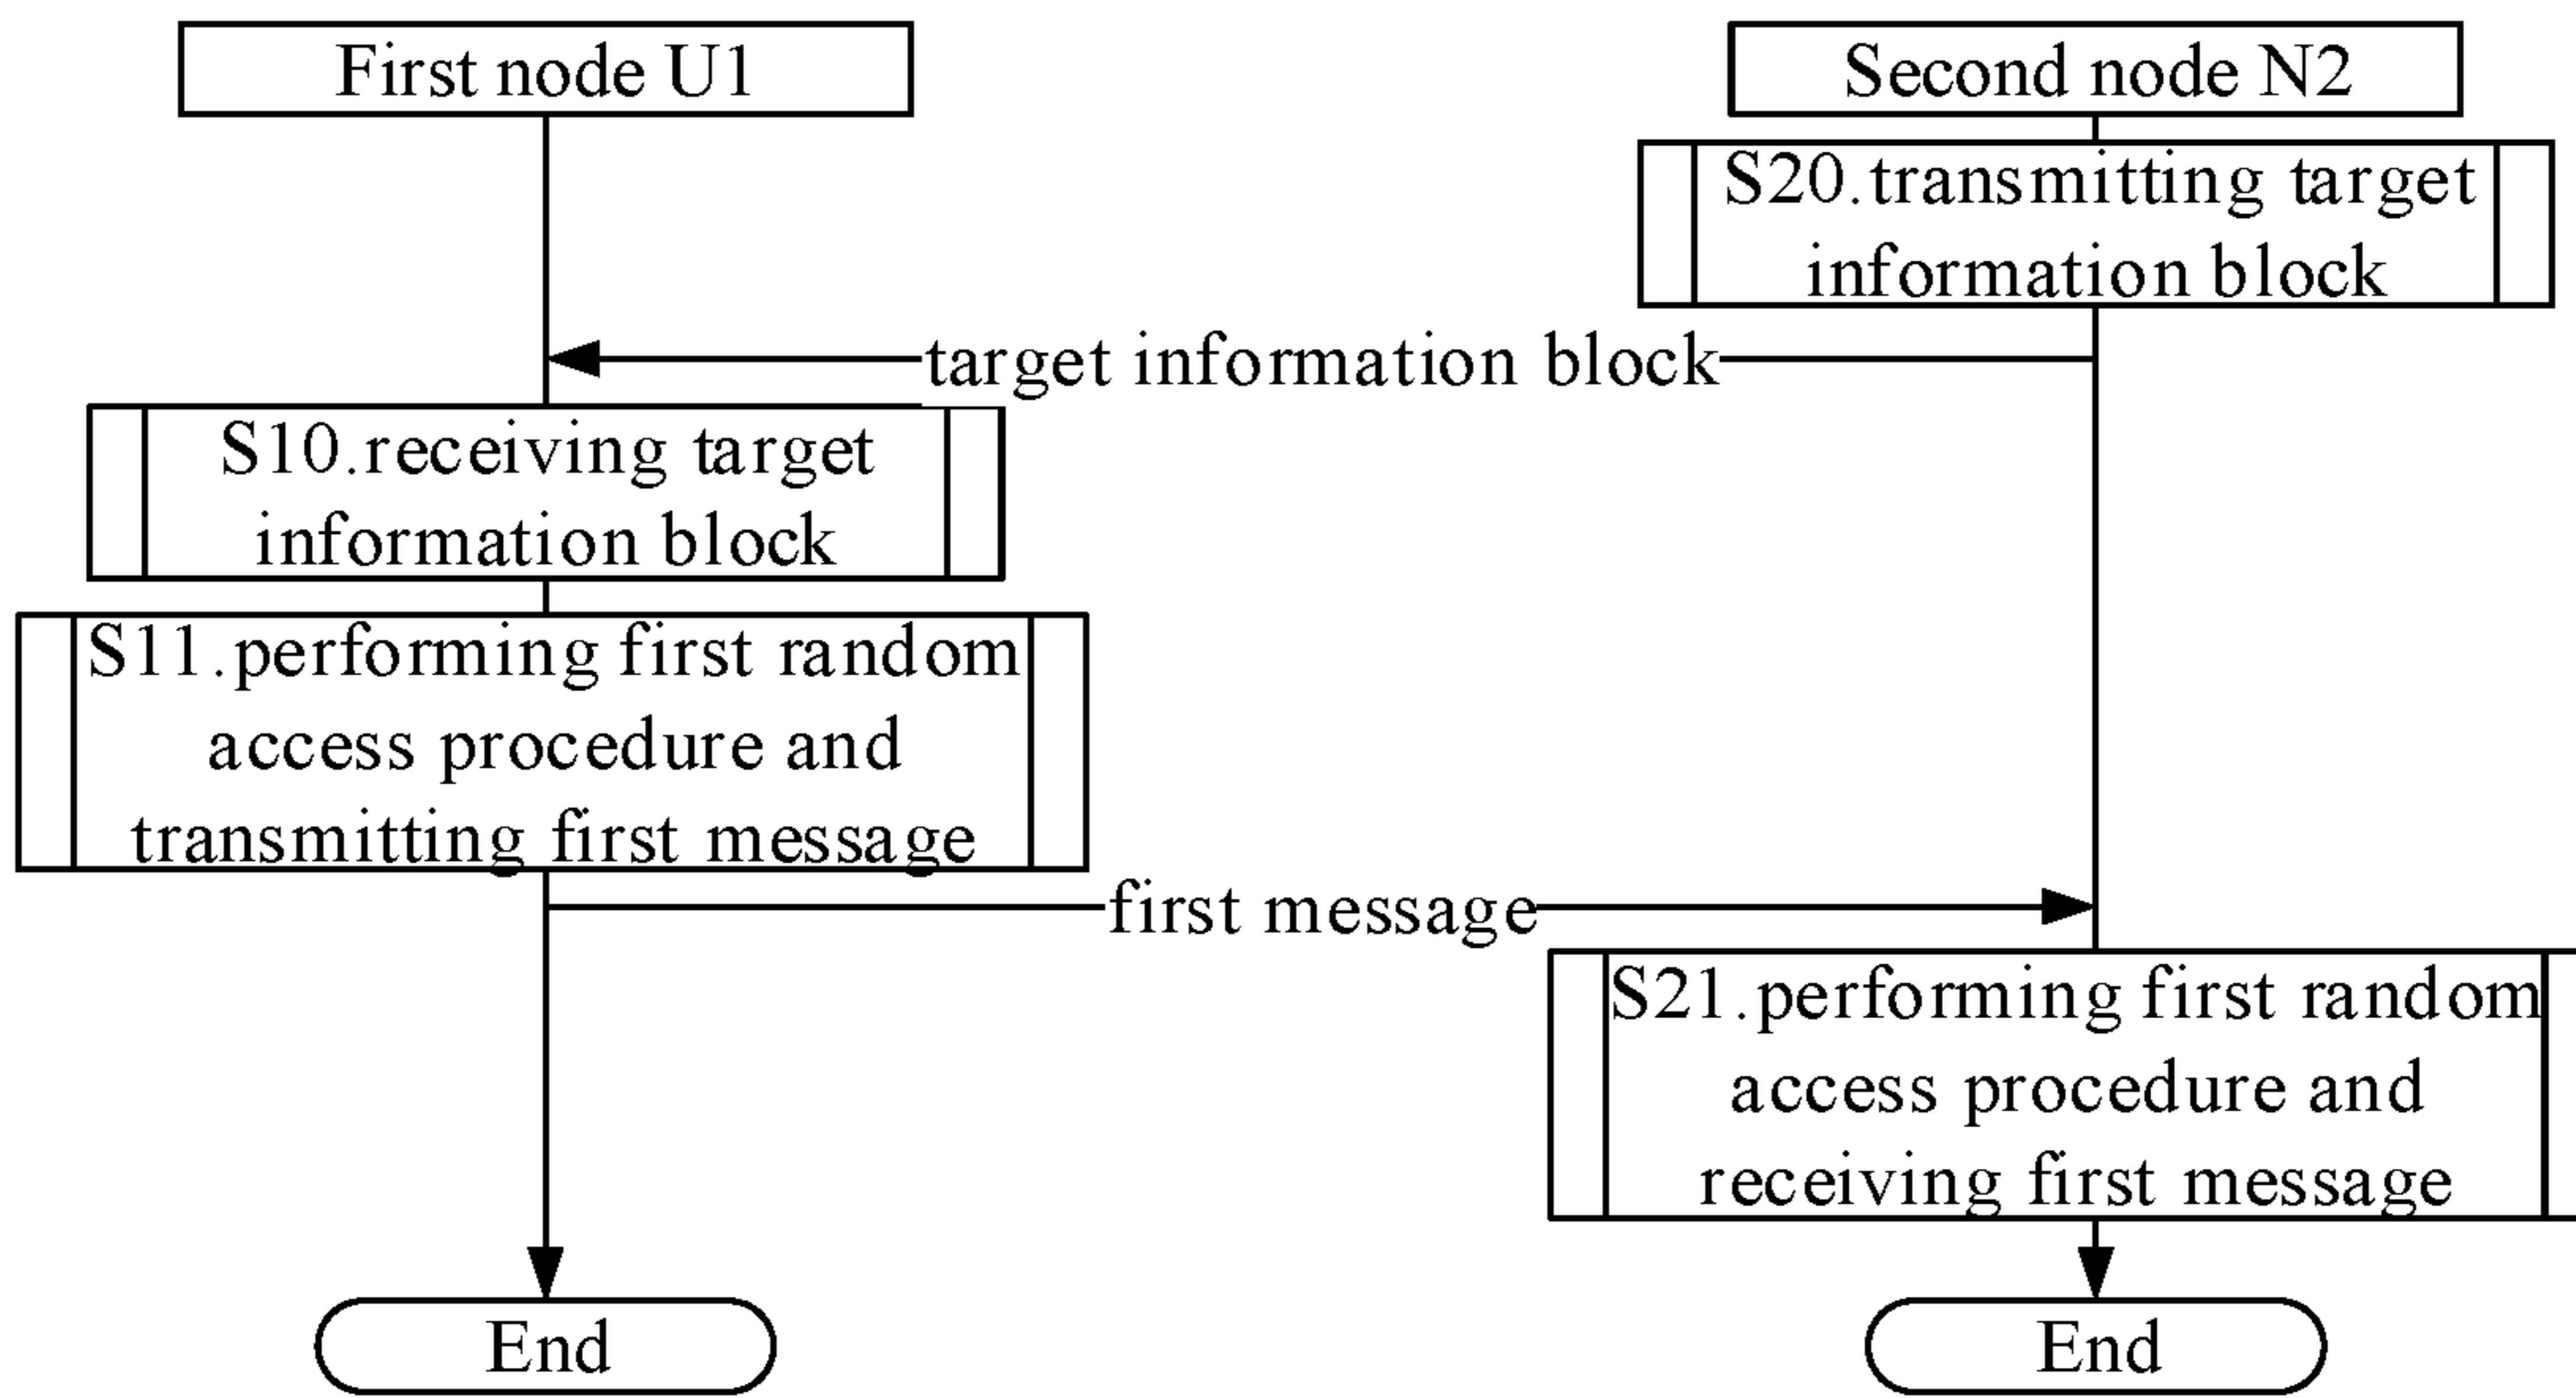 First node U1
Second node N2
S20.transmitting target
information block
target information block
S10.receiving target
information block
S11.performing first random
access procedure and
transmitting first message
first message
S21.performing first random
access procedure and
receiving first message
End
End